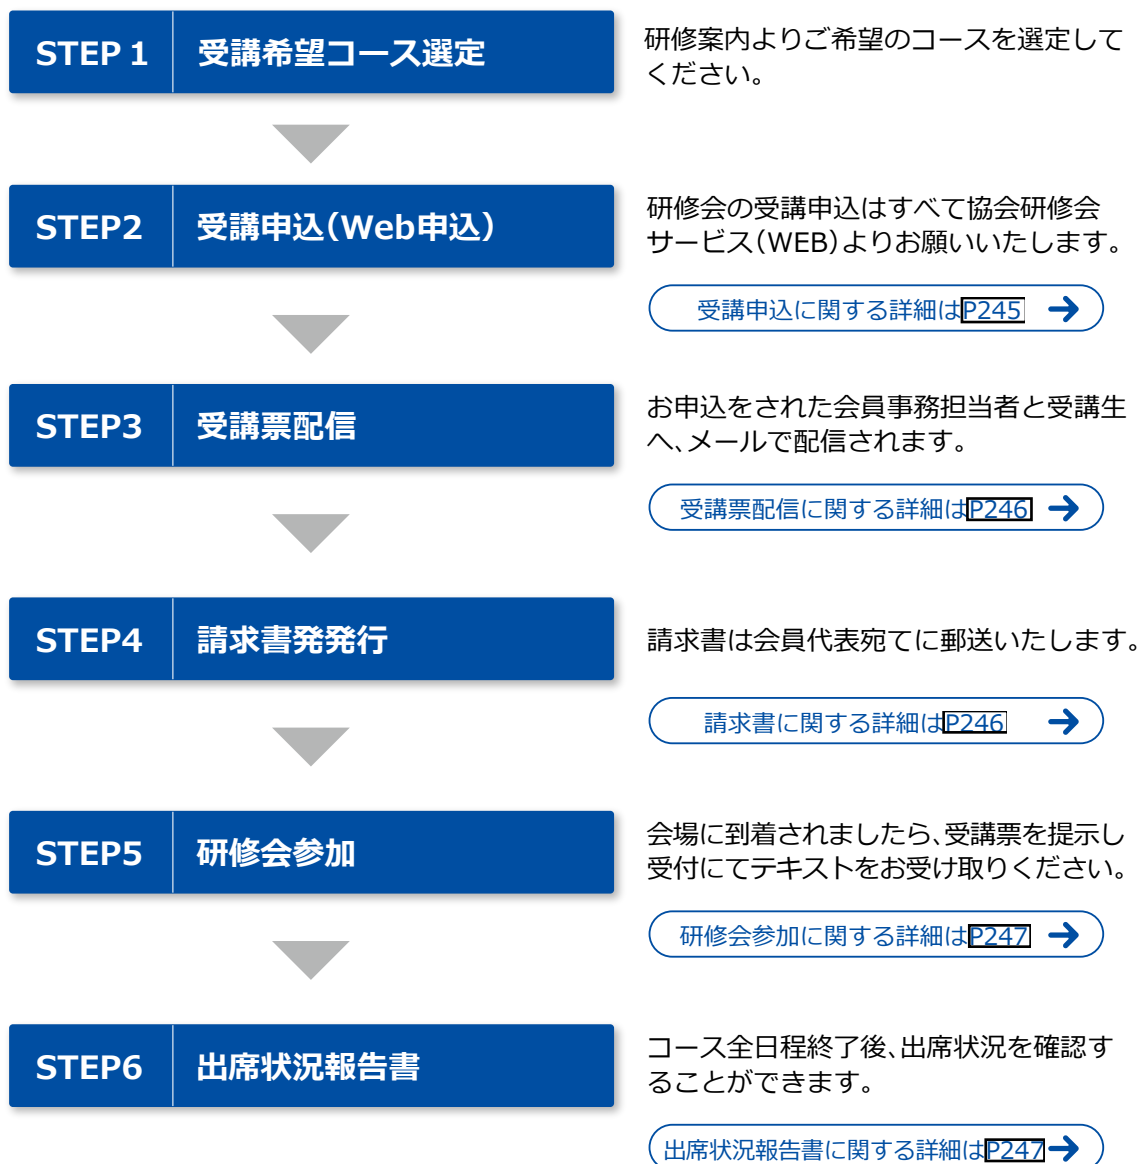 STEP 1 受講希望コース選定
研修案内よりご希望のコースを選定して
ください。
STEP2 受講申込（Web申込）
研修会の受講申込はすべて協会研修会
サービス（WEB）よりお願いいたします。
受講申込に関する詳細はP245
STEP3 受講票配信
お申込をされた会員事務担当者と受講生
へ、メールで配信されます。
受講票配信に関する詳細はP246
STEP4 請求書発発行
請求書は会員代表宛てに郵送いたします。
請求書に関する詳細はP246
STEP5 研修会参加
会場に到着されましたら、受講票を提示し
受付にてテキストをお受け取りください。
研修会参加に関する詳細はP247
STEP6 出席状況報告書
コース全日程終了後、出席状況を確認す
ることができます。
出席状況報告書に関する詳細はP247